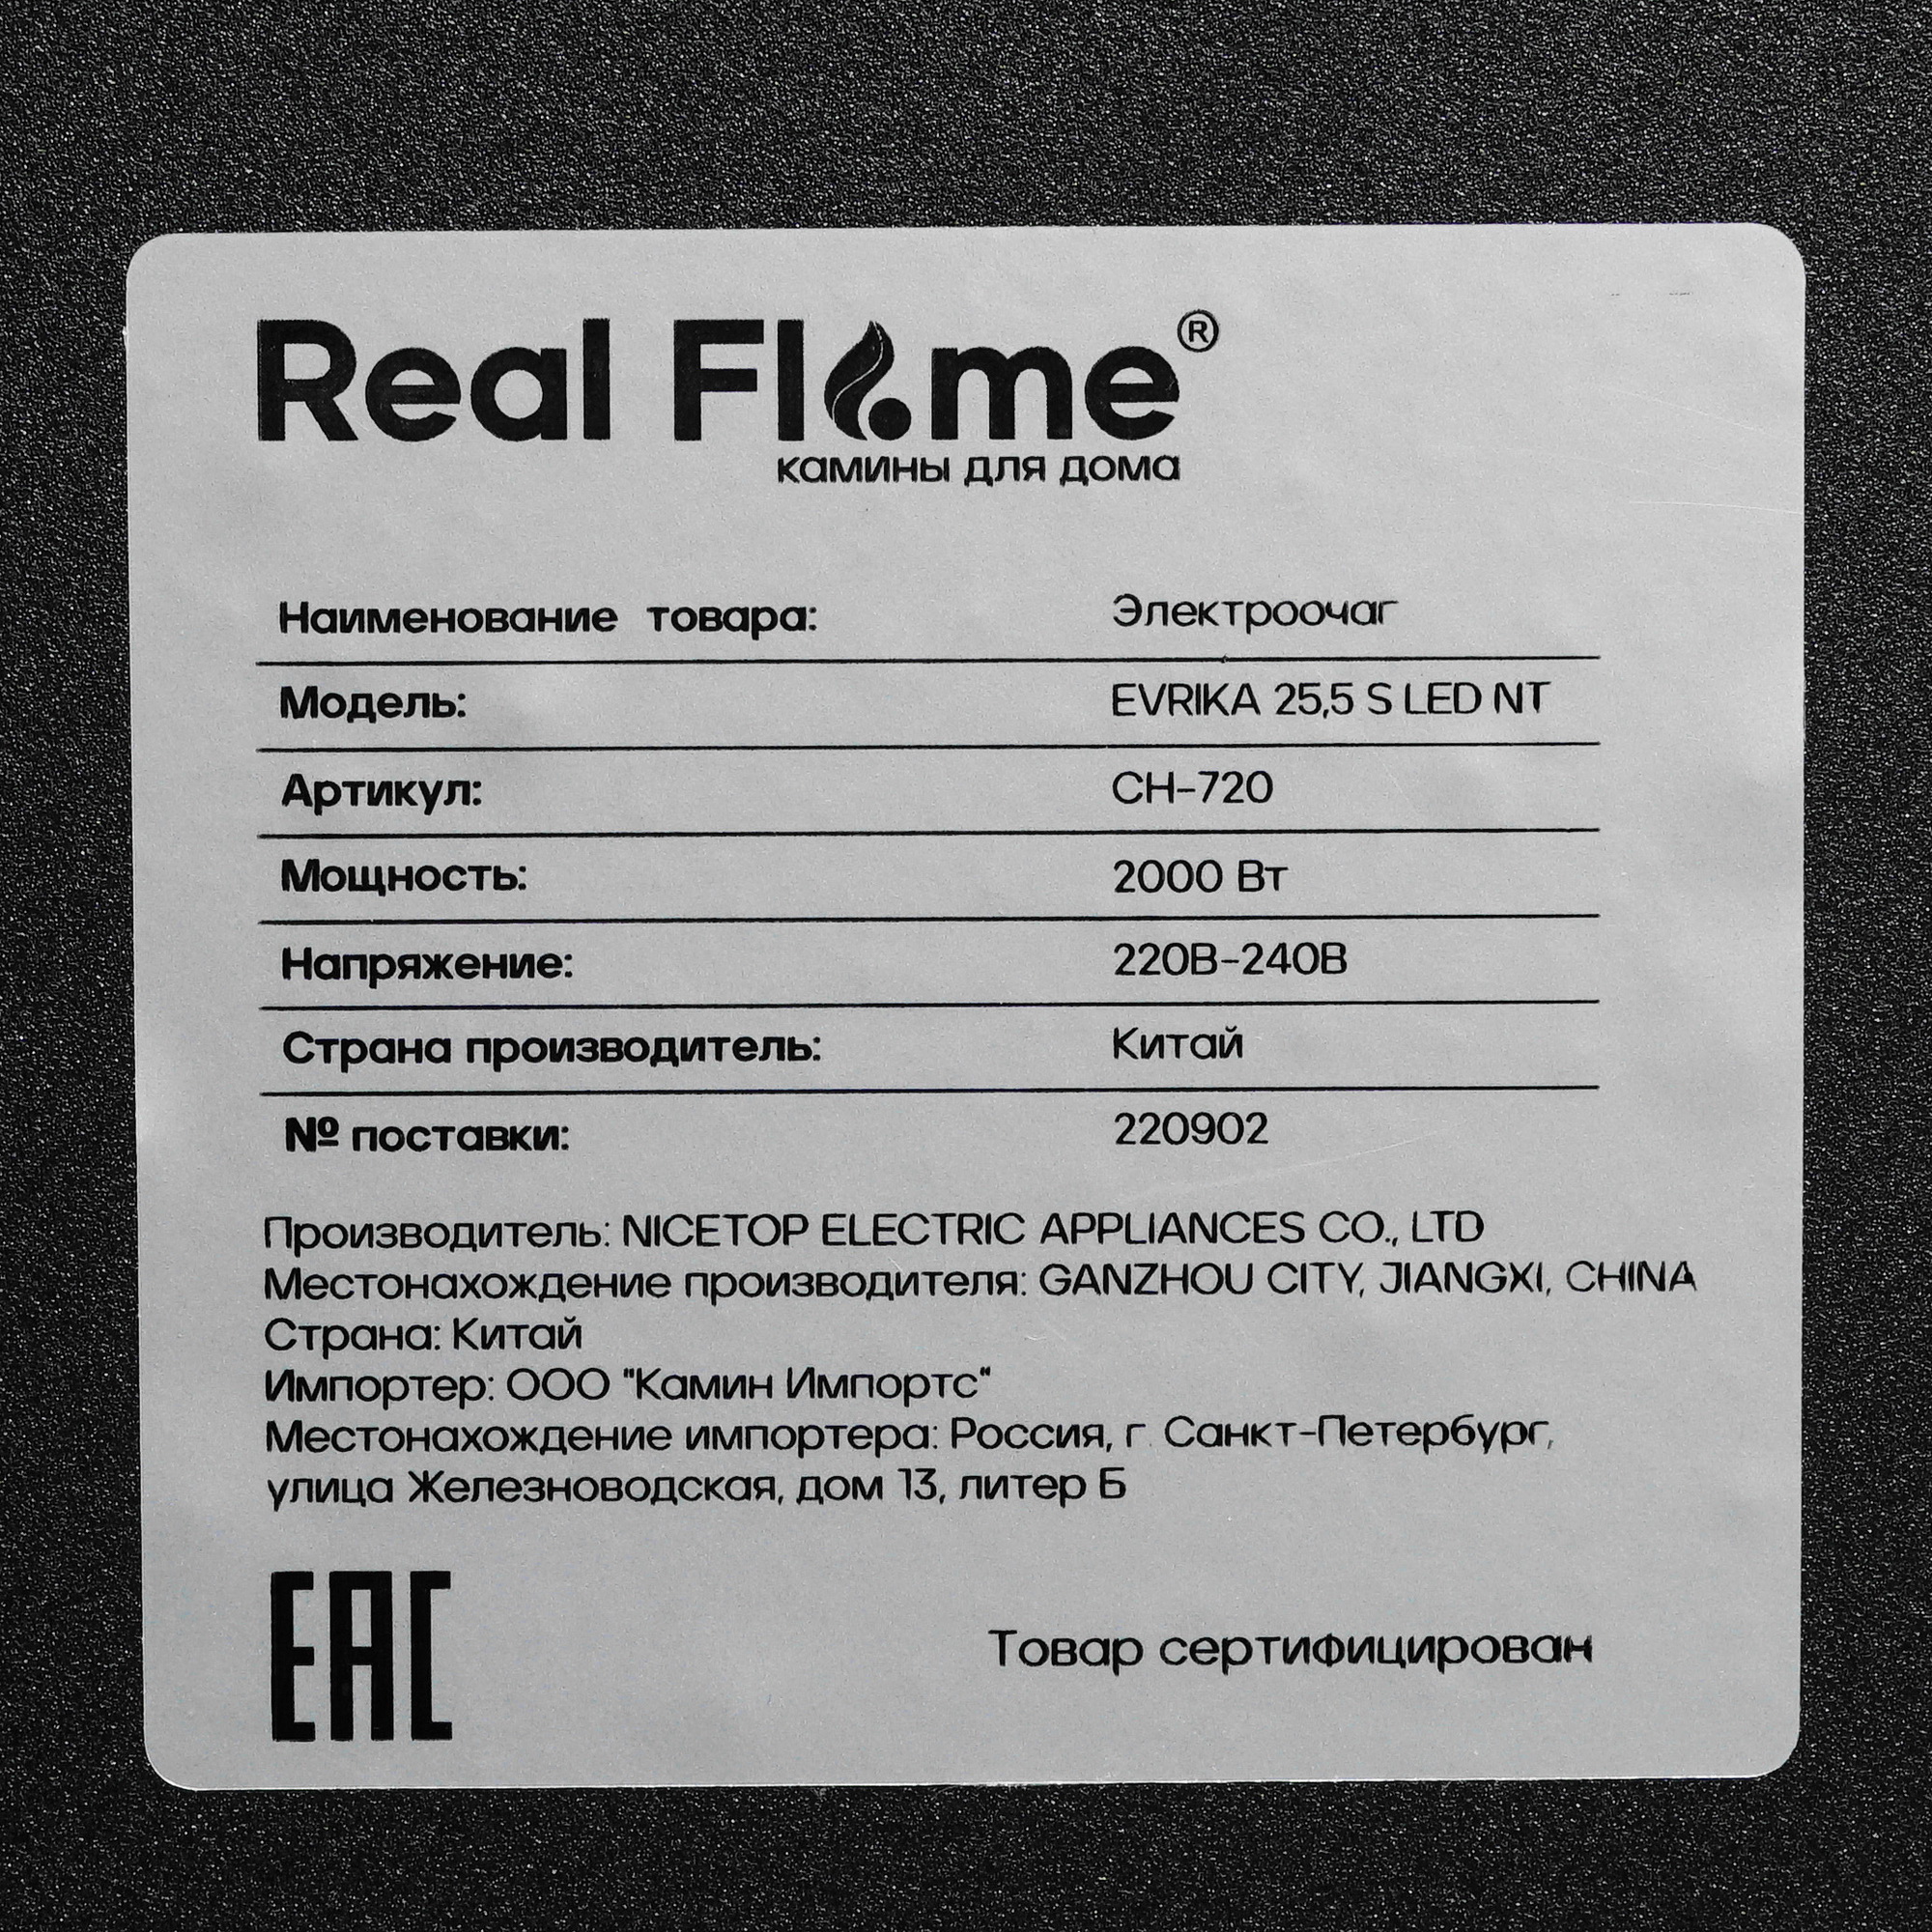 Real Flame®
камины для дома
Наименование товара: Электроочаг
Модель: EVRIKA 25,5 S LED NT
Артикул: CH-720
Мощность: 2000 Вт
Напряжение: 220В-240В
Страна производитель: Китай
№ поставки: 220902
Производитель: NICETOP ELECTRIC APPLIANCES CO., LTD
Местонахождение производителя: GANZHOU CITY, JIANGXI, CHINA
Страна: Китай
Импортер: ООО "Камин Импортс"
Местонахождение импортера: Россия, г. Санкт-Петербург,
улица Железноводская, дом 13, литер Б
EAC
Товар сертифицирован